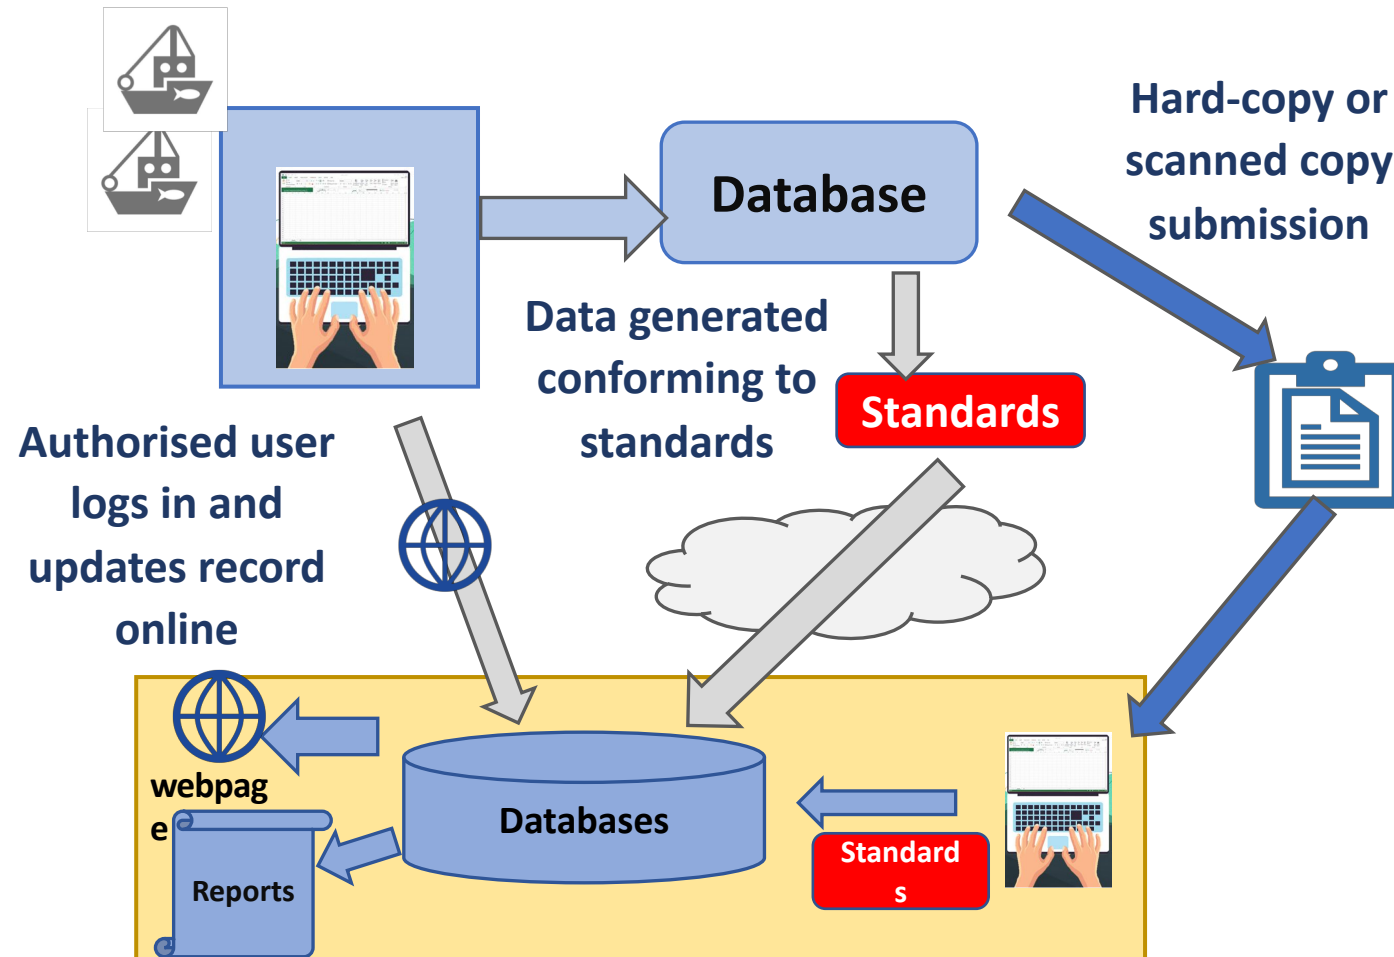 Hard-copy or
scanned copy
submission
Database
Data generated
conforming to
standards
Standards
Authorised user
logs in and
updates record
online
webpag
e
Databases
Standard
s
Reports